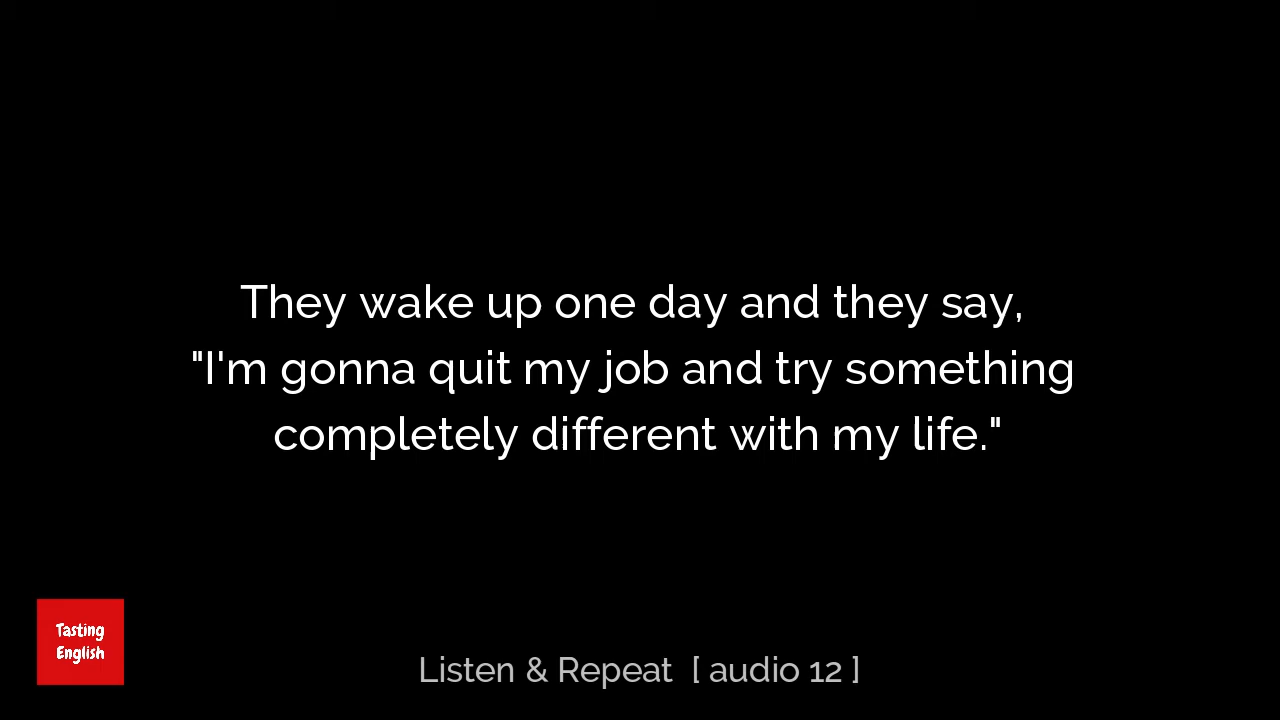 They wake up one day and they say,
"I'm gonna quit my job and try something
completely different with my life."
Tasting
English
Listen & Repeat [ audio 12 ]